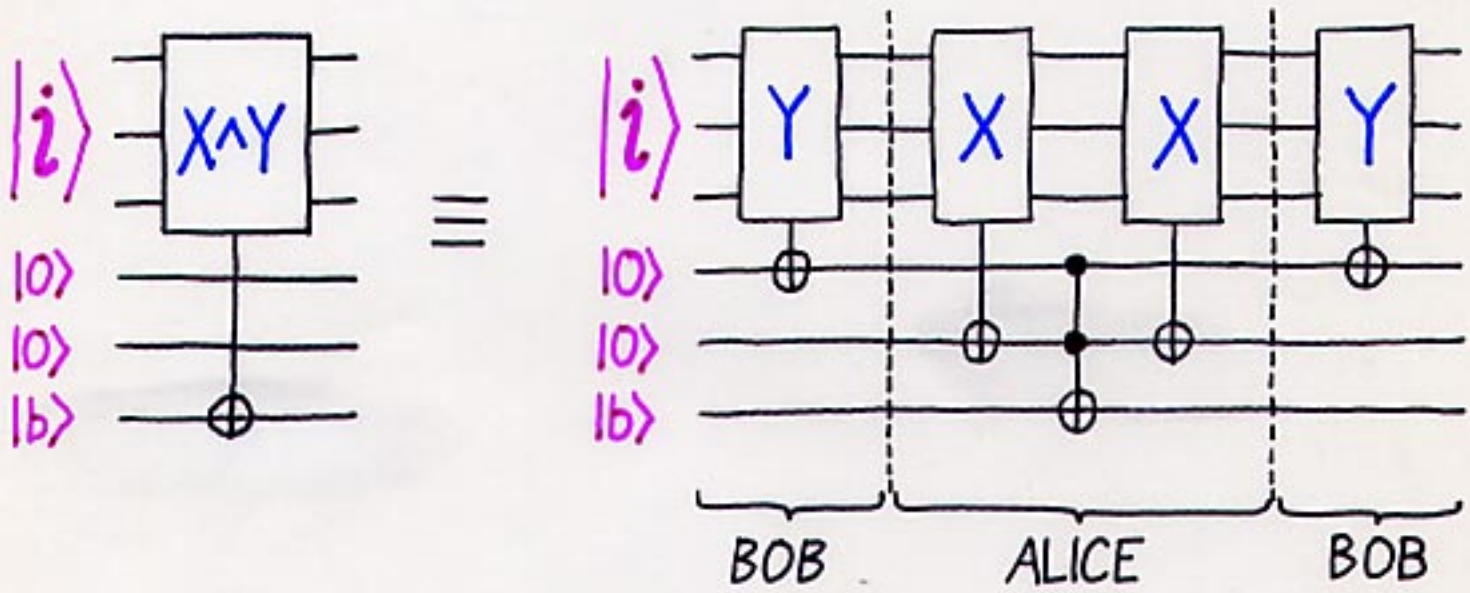 |i⟩ X∧Y
|0⟩
|0⟩
|b⟩
≡
|i⟩ Y X X Y
|0⟩
|0⟩
|b⟩
BOB ALICE BOB